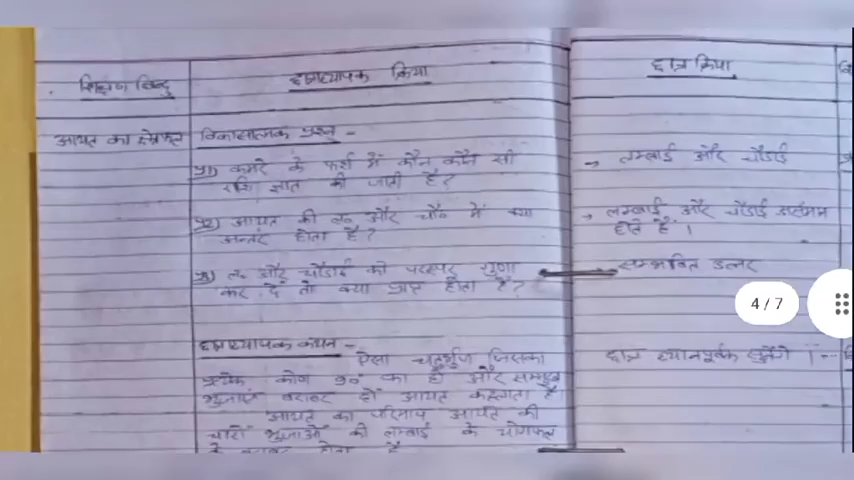 शिक्षण बिन्दु
छात्राध्यापक क्रिया
छात्र क्रिया
आयत का क्षेत्रफल
विकासात्मक प्रश्न -
प्र1) कमरे के फर्श में कौन कौन सी
राशि ज्ञात की जाती है?
→ लम्बाई और चौडाई
प्र2) आयत की ल० और चौ० में क्या
अन्तर होता है?
→ लम्बाई और चौडाई असमान
होते हैं ।
प्र3) ल० और चौडाई को परस्पर गुणा
कर दें तो क्या प्राप्त होता है?
सम्भावित उत्तर
4 / 7
छात्राध्यापक कथन -
ऐसा चतुर्भुज जिसका
प्रत्येक कोण 90° का हो और सम्मुख
भुजाएं बराबर हो आयत कहलाता है।
छात्र ध्यानपूर्वक सुनेंगे ।
आयत का परिमाप आयत की
चारों भुजाओं की लम्बाई के योगफल
के बराबर होता है